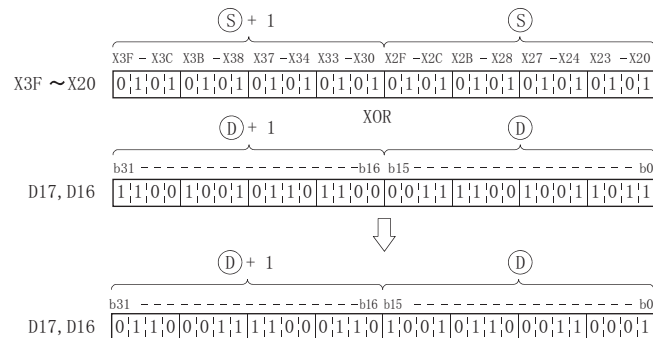 Ⓢ+ 1 Ⓢ
X3F - X3C X3B - X38 X37 - X34 X33 - X30 X2F - X2C X2B - X28 X27 - X24 X23 - X20
X3F ~ X20 0 1 0 1 0 1 0 1 0 1 0 1 0 1 0 1 0 1 0 1 0 1 0 1 0 1 0 1 0 1 0 1
XOR
Ⓓ+ 1 Ⓓ
b31 b16 b15 b0
D17, D16 1 1 0 0 1 0 0 1 0 1 1 0 1 1 0 0 0 0 1 1 1 1 0 0 1 0 0 1 1 0 1 1
Ⓓ+ 1 Ⓓ
b31 b16 b15 b0
D17, D16 0 1 1 0 0 0 1 1 1 1 0 0 0 1 1 0 1 0 0 1 0 1 1 0 0 0 1 1 0 0 0 1